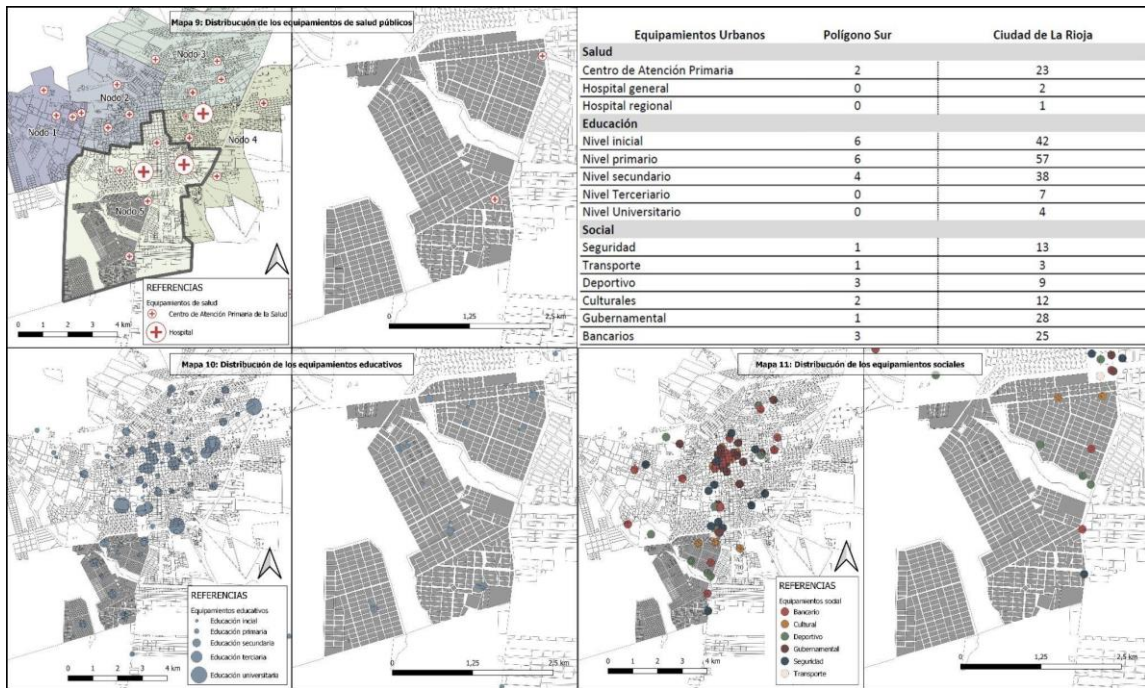 Mapa 9: Distribucuón de los equipamientos de salud públicos
Nodo 3
Nodo 2
Nodo 1
Nodo 4
Nodo 5
REFERENCIAS
Equipamientos de salud
Centro de Atención Primaria de la Salud
Hospital
0 1 2 3 4 km
0 1,25 2,5 km
Equipamientos Urbanos Polígono Sur Ciudad de La Rioja
Salud
Centro de Atención Primaria 2 23
Hospital general 0 2
Hospital regional 0 1
Educación
Nivel inicial 6 42
Nivel primario 6 57
Nivel secundario 4 38
Nivel Terceriario 0 7
Nivel Universitario 0 4
Social
Seguridad 1 13
Transporte 1 3
Deportivo 3 9
Culturales 2 12
Gubernamental 1 28
Bancarios 3 25
Mapa 10: Distribucuón de los equipamientos educativos
REFERENCIAS
Equipamientos educativos
Educación incial
Educación primaria
Educación secundaria
Educación terciaria
Educación universitaria
0 1 2 3 4 km
0 1,25 2,5 km
Mapa 11: Distribucuón de los equipamientos sociales
REFERENCIAS
Equipamientos social
Bancario
Cultural
Deportivo
Gubernamental
Seguridad
Transporte
0 1 2 3 4 km
0 1,25 2,5 km